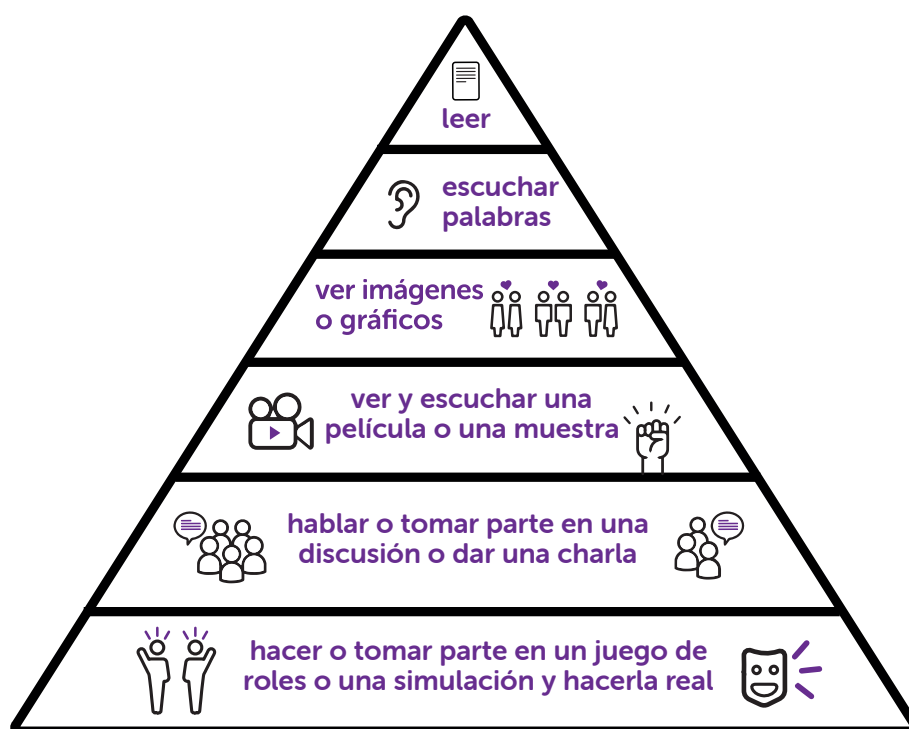 leer
escuchar
palabras
ver imágenes
o gráficos
ver y escuchar una
película o una muestra
hablar o tomar parte en una
discusión o dar una charla
hacer o tomar parte en un juego de
roles o una simulación y hacerla real